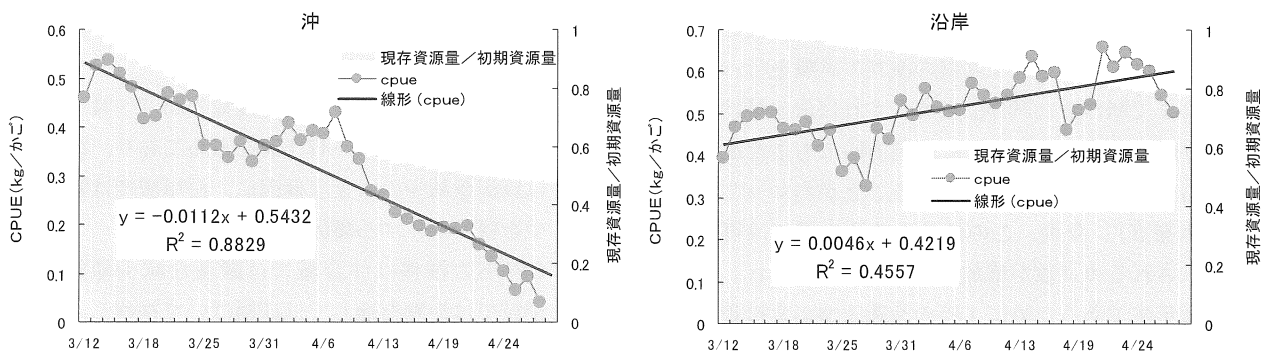 沖
0.6
0.5
0.4
0.3
0.2
0.1
0
CPUE(kg/かご)
1
0.8
0.6
0.4
0.2
0
現存資源量/初期資源量
現存資源量/初期資源量
cpue
線形(cpue)
y = −0.0112x + 0.5432
R² = 0.8829
3/12 3/18 3/25 3/31 4/6 4/13 4/19 4/24
沿岸
0.7
0.6
0.5
0.4
0.3
0.2
0.1
0
CPUE(kg/かご)
1
0.8
0.6
0.4
0.2
0
現存資源量/初期資源量
現存資源量/初期資源量
cpue
線形(cpue)
y = 0.0046x + 0.4219
R² = 0.4557
3/12 3/18 3/25 3/31 4/6 4/13 4/19 4/24